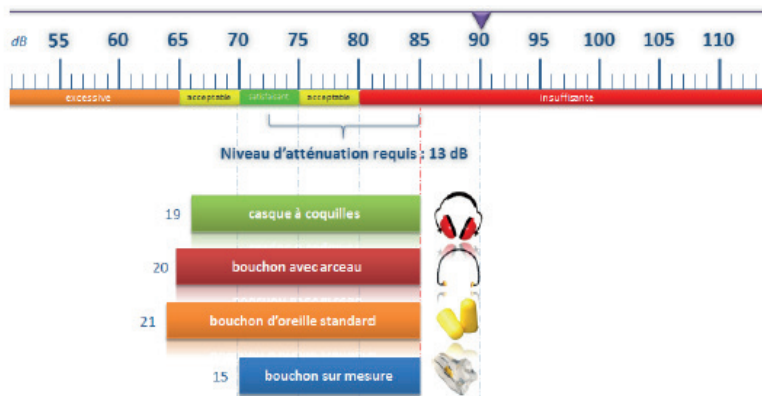 dB 55 60 65 70 75 80 85 90 95 100 105 110
excessive acceptable satisfaisant acceptable insuffisante
Niveau d'atténuation requis : 13 dB
19 casque à coquilles
20 bouchon avec arceau
21 bouchon d'oreille standard
15 bouchon sur mesure